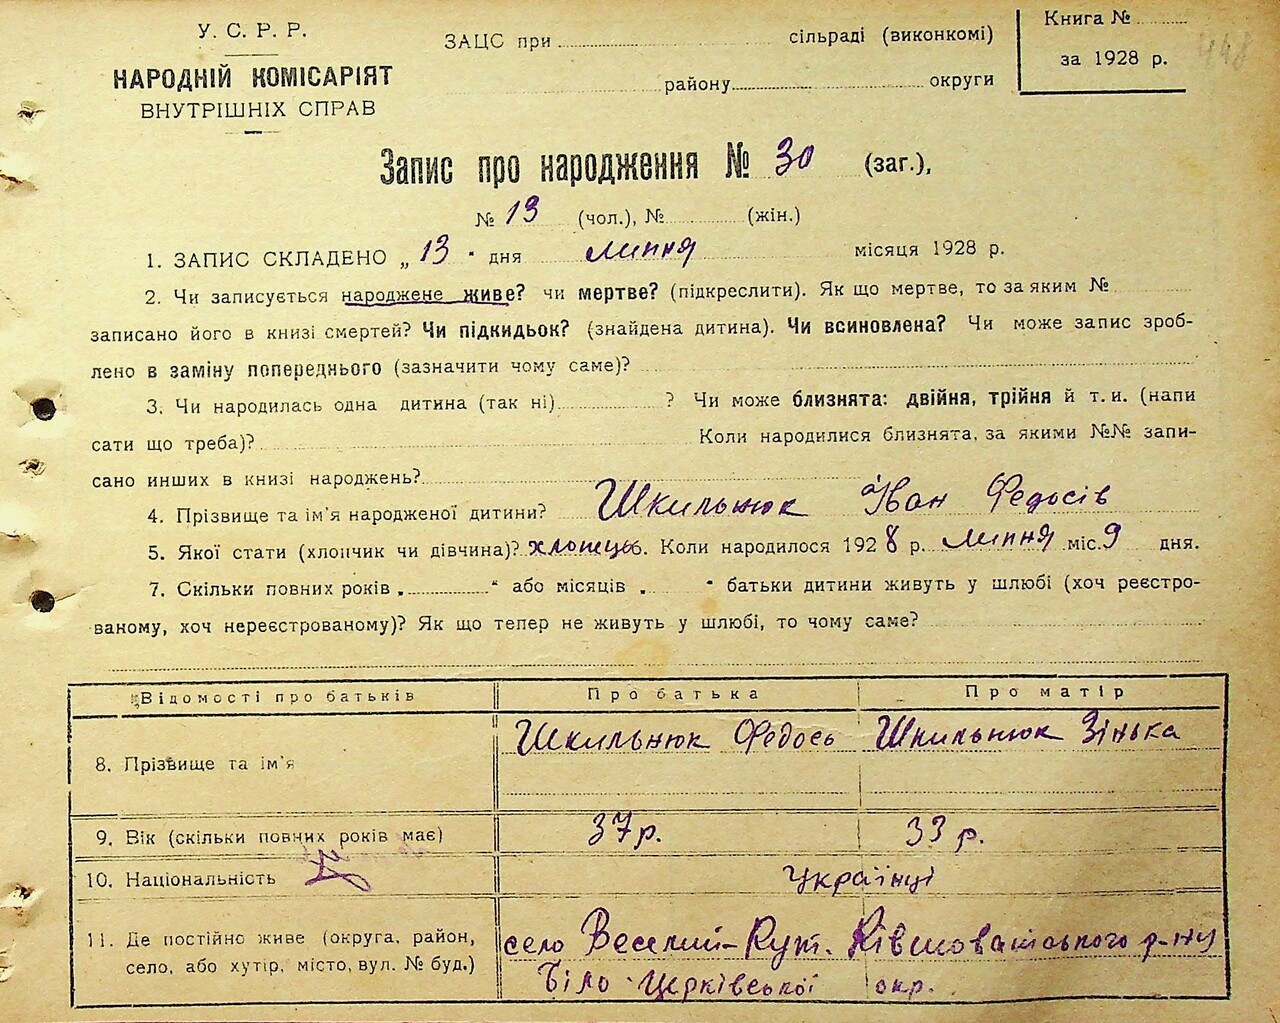 У. С. Р. Р.
НАРОДНІЙ КОМІСАРІЯТ
ВНУТРІШНІХ СПРАВ
ЗАЦС при сільраді (виконкомі)
району округи
Книга №
за 1928 р.
448
Запис про народження № 30 (заг.),
№ 19 (чол.), № (жін.)
1. ЗАПИС СКЛАДЕНО „ 13 " дня липня місяця 1928 р.
2. Чи записується народжене живе? чи мертве? (підкреслити). Як що мертве, то за яким №
записано його в книзі смертей? Чи підкидьок? (знайдена дитина). Чи всиновлена? Чи може запис зроб-
лено в заміну попереднього (зазначити чому саме)?
3. Чи народилась одна дитина (так ні) ? Чи може близнята: двійня, трійня й т. и. (напи
сати що треба)? Коли народилися близнята, за якими №№ запи-
сано инших в книзі народжень?
4. Прізвище та ім'я народженої дитини? Шкильнюк Іван Федосів
5. Якої стати (хлопчик чи дівчина)? хлопець 6. Коли народилося 1928 р. липня міс. 9 дня.
7. Скільки повних років „ “ або місяців „ “ батьки дитини живуть у шлюбі (хоч реєстро-
ваному, хоч нереєстрованому)? Як що тепер не живуть у шлюбі, то чому саме?
Відомості про батьків Про батька Про матір
8. Прізвище та ім'я Шкильнюк Федось Шкильнюк Зінька
9. Вік (скільки повних років має) 37 р. 33 р.
10. Національність Українці
11. Де постійно живе (округа, район, село Веселий-Кут. Ківшоватського р-ну
село, або хутір, місто, вул. № буд.) Біло-Церківської окр.